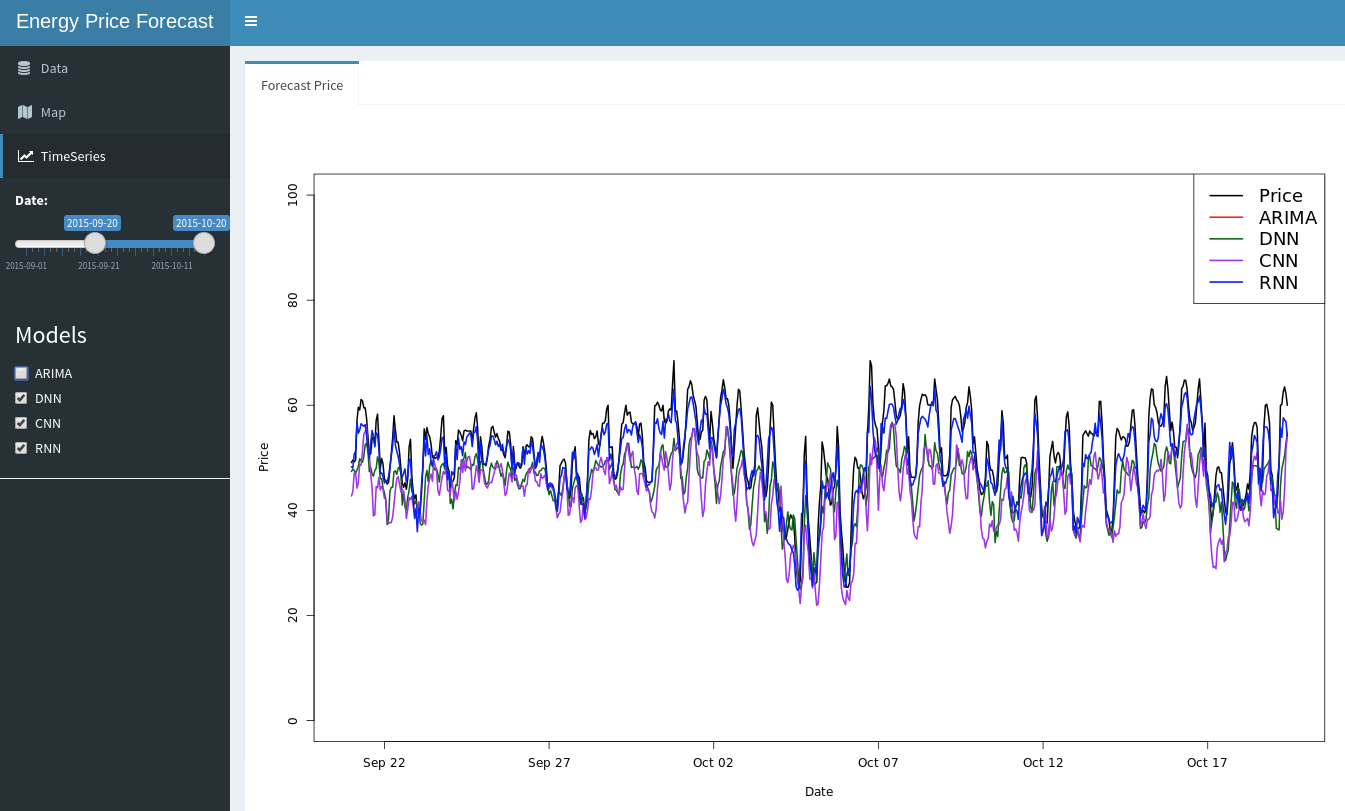 Energy Price Forecast
Data
Map
TimeSeries
Date:
2015-09-20 2015-10-20
2015-09-01 2015-09-21 2015-10-11
Models
ARIMA
DNN
CNN
RNN
Forecast Price
Price
ARIMA
DNN
CNN
RNN
100
80
60
40
20
0
Price
Sep 22 Sep 27 Oct 02 Oct 07 Oct 12 Oct 17
Date